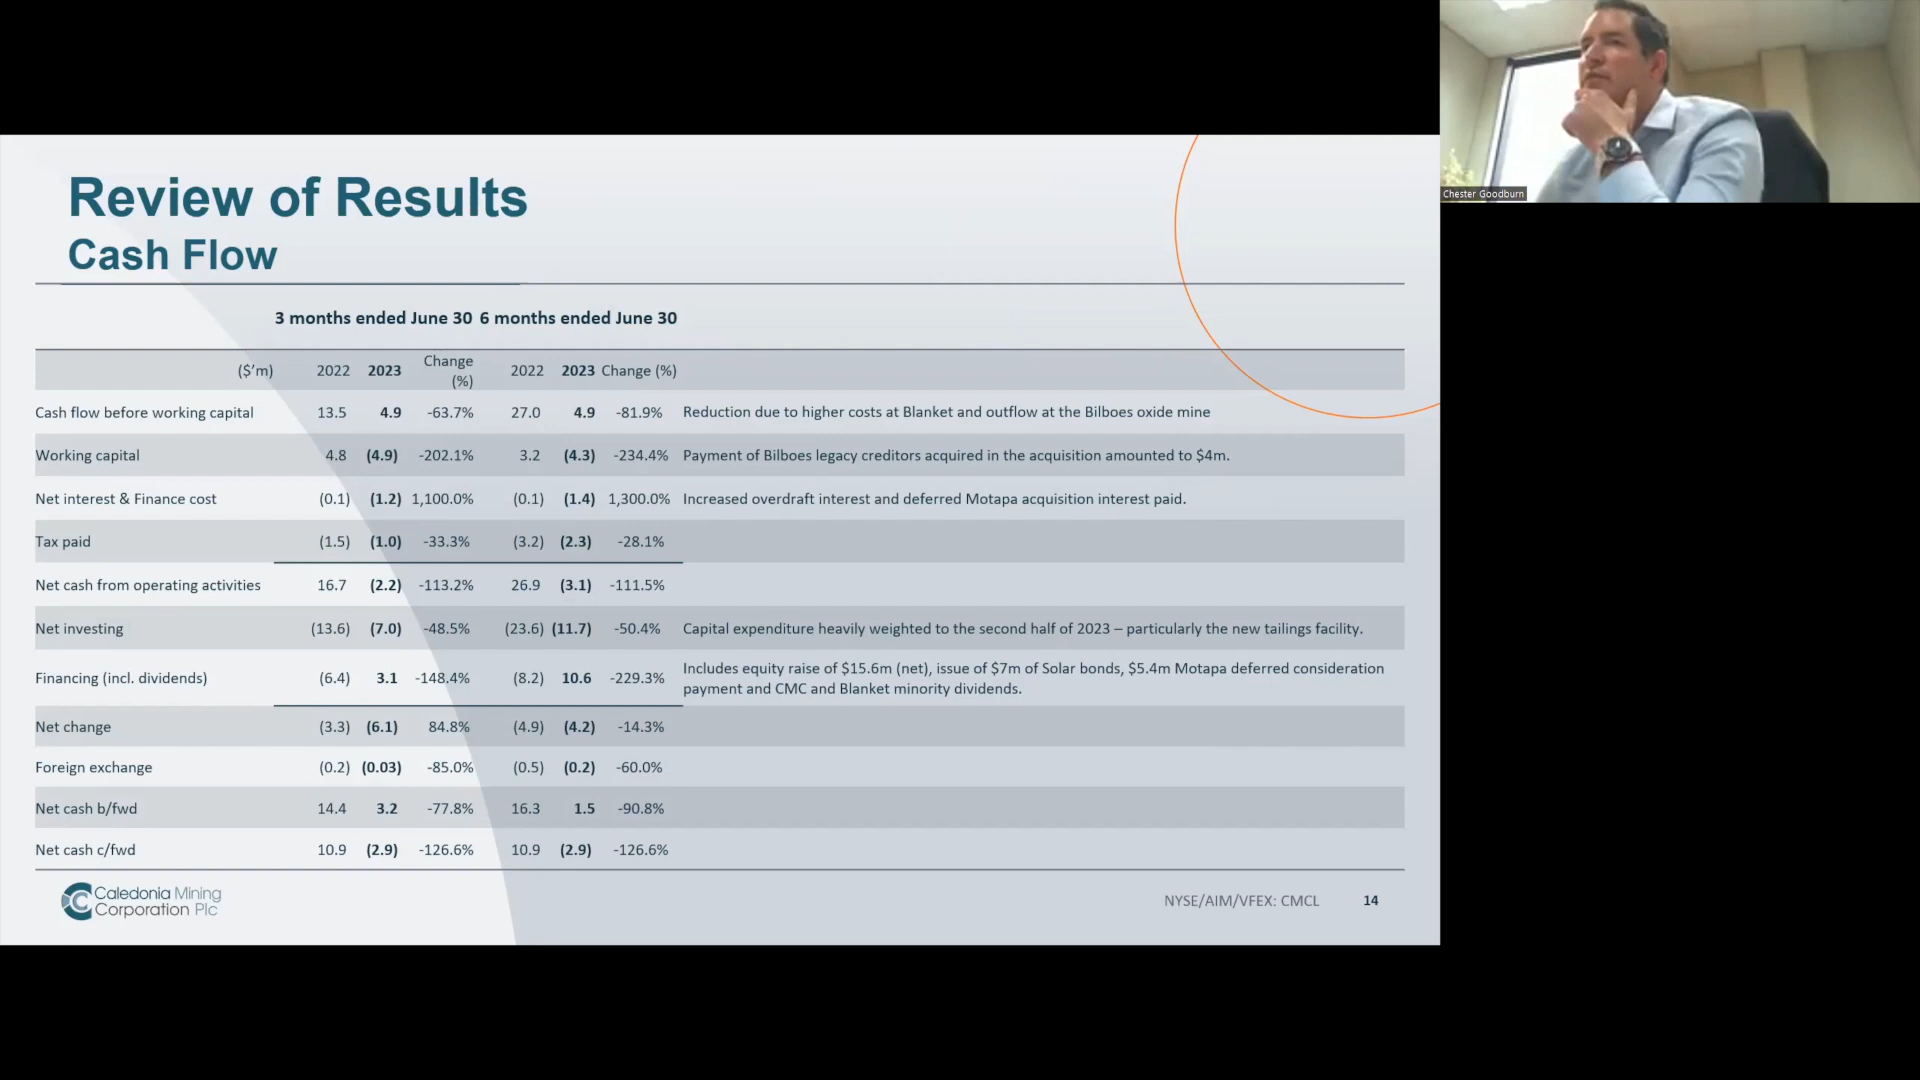 Chester Goodburn
Review of Results
Cash Flow
3 months ended June 30 6 months ended June 30
($'m) 2022 2023 Change (%) 2022 2023 Change (%)
Cash flow before working capital 13.5 4.9 -63.7% 27.0 4.9 -81.9% Reduction due to higher costs at Blanket and outflow at the Bilboes oxide mine
Working capital 4.8 (4.9) -202.1% 3.2 (4.3) -234.4% Payment of Bilboes legacy creditors acquired in the acquisition amounted to $4m.
Net interest & Finance cost (0.1) (1.2) 1,100.0% (0.1) (1.4) 1,300.0% Increased overdraft interest and deferred Motapa acquisition interest paid.
Tax paid (1.5) (1.0) -33.3% (3.2) (2.3) -28.1%
Net cash from operating activities 16.7 (2.2) -113.2% 26.9 (3.1) -111.5%
Net investing (13.6) (7.0) -48.5% (23.6) (11.7) -50.4% Capital expenditure heavily weighted to the second half of 2023 – particularly the new tailings facility.
Financing (incl. dividends) (6.4) 3.1 -148.4% (8.2) 10.6 -229.3% Includes equity raise of $15.6m (net), issue of $7m of Solar bonds, $5.4m Motapa deferred consideration
payment and CMC and Blanket minority dividends.
Net change (3.3) (6.1) 84.8% (4.9) (4.2) -14.3%
Foreign exchange (0.2) (0.03) -85.0% (0.5) (0.2) -60.0%
Net cash b/fwd 14.4 3.2 -77.8% 16.3 1.5 -90.8%
Net cash c/fwd 10.9 (2.9) -126.6% 10.9 (2.9) -126.6%
Caledonia Mining
Corporation Plc
NYSE/AIM/VFEX: CMCL 14